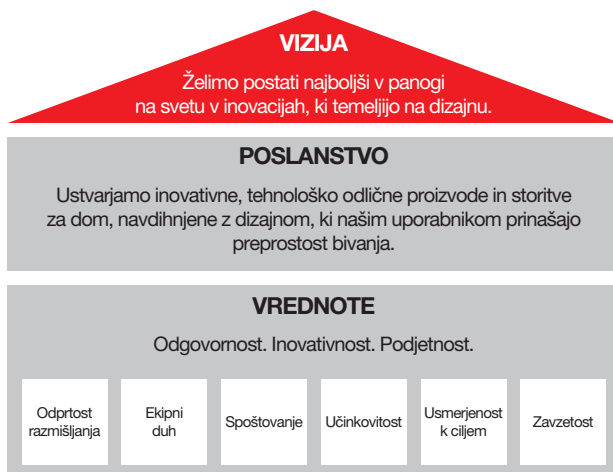 VIZIJA
Želimo postati najboljši v panogi
na svetu v inovacijah, ki temeljijo na dizajnu.
POSLANSTVO
Ustvarjamo inovativne, tehnološko odlične proizvode in storitve
za dom, navdihnjene z dizajnom, ki našim uporabnikom prinašajo
preprostost bivanja.
VREDNOTE
Odgovornost. Inovativnost. Podjetnost.
Odprtost
razmišljanja
Ekipni
duh
Spoštovanje
Učinkovitost
Usmerjenost
k ciljem
Zavzetost